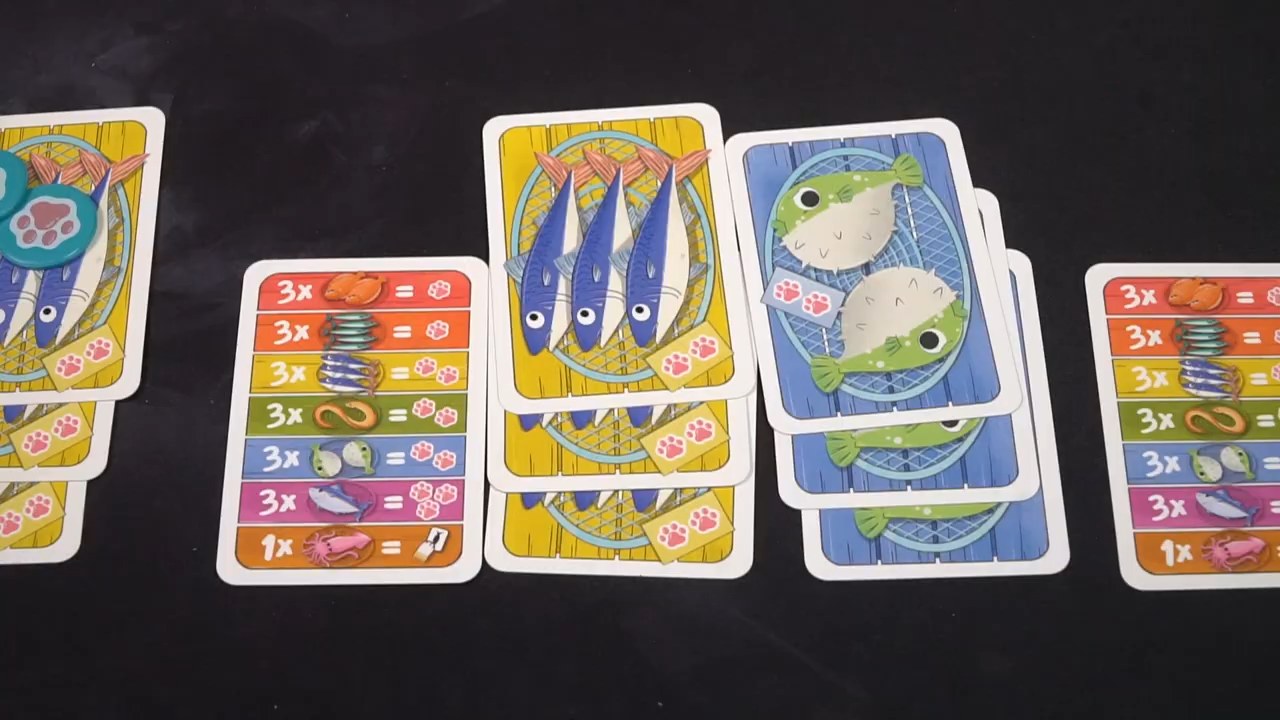 3x =
3x =
3x =
3x =
3x =
3x =
1x =
3x =
3x =
3x =
3x =
3x =
3x =
1x =